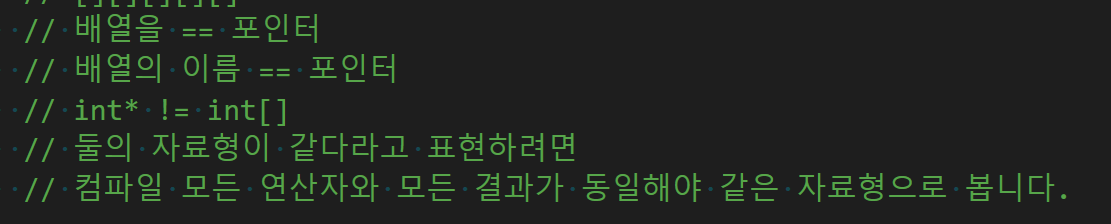 // [][][][][]
// 배열을 == 포인터
// 배열의 이름 == 포인터
// int* != int[]
// 둘의 자료형이 같다라고 표현하려면
// 컴파일 모든 연산자와 모든 결과가 동일해야 같은 자료형으로 봅니다.